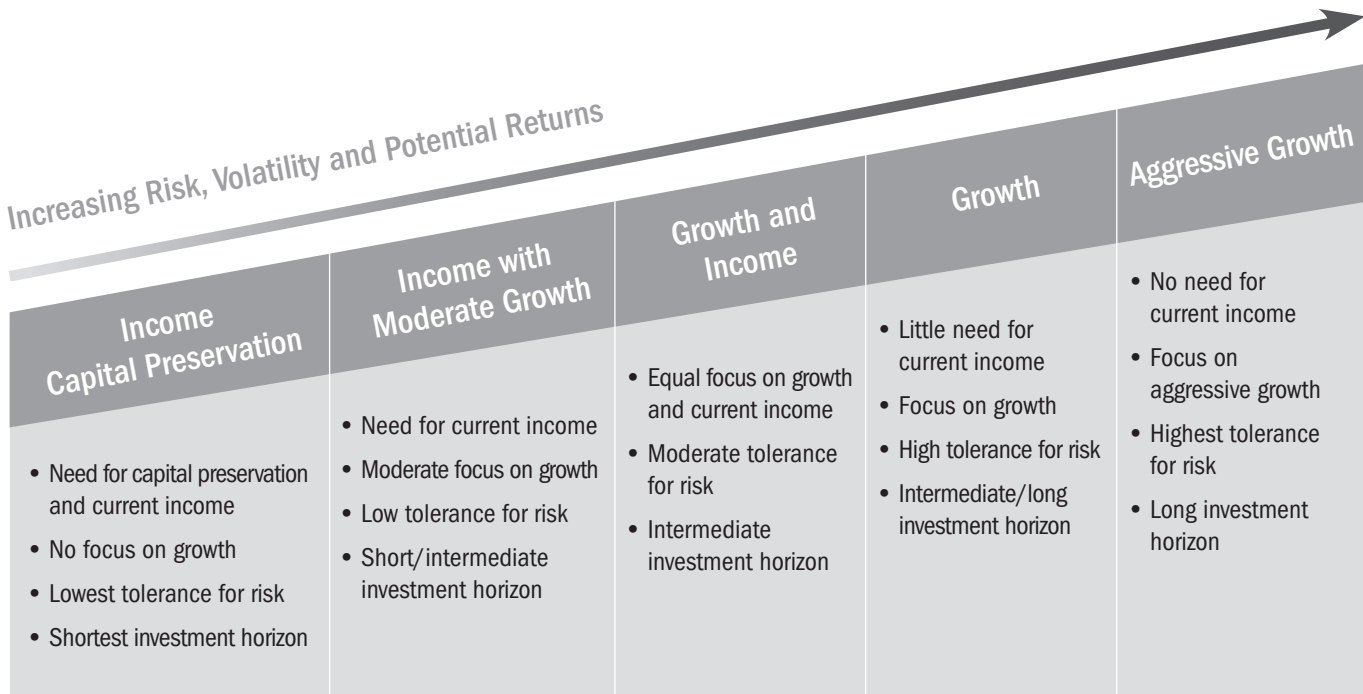 Increasing Risk, Volatility and Potential Returns
Income
Capital Preservation
• Need for capital preservation
and current income
• No focus on growth
• Lowest tolerance for risk
• Shortest investment horizon
Income with
Moderate Growth
• Need for current income
• Moderate focus on growth
• Low tolerance for risk
• Short/intermediate
investment horizon
Growth and
Income
• Equal focus on growth
and current income
• Moderate tolerance
for risk
• Intermediate
investment horizon
Growth
• Little need for
current income
• Focus on growth
• High tolerance for risk
• Intermediate/long
investment horizon
Aggressive Growth
• No need for
current income
• Focus on
aggressive growth
• Highest tolerance
for risk
• Long investment
horizon